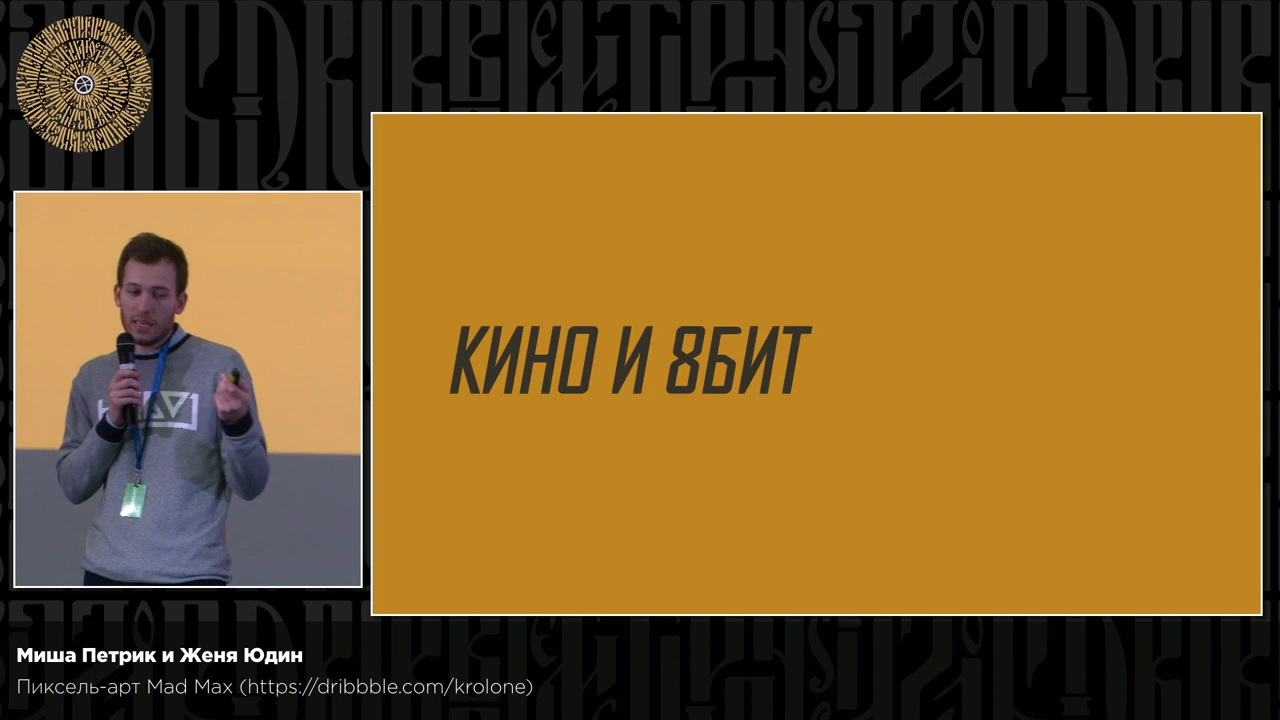 КИНО И 8БИТ
Миша Петрик и Женя Юдин
Пиксель-арт Mad Max (https://dribbble.com/krolone)